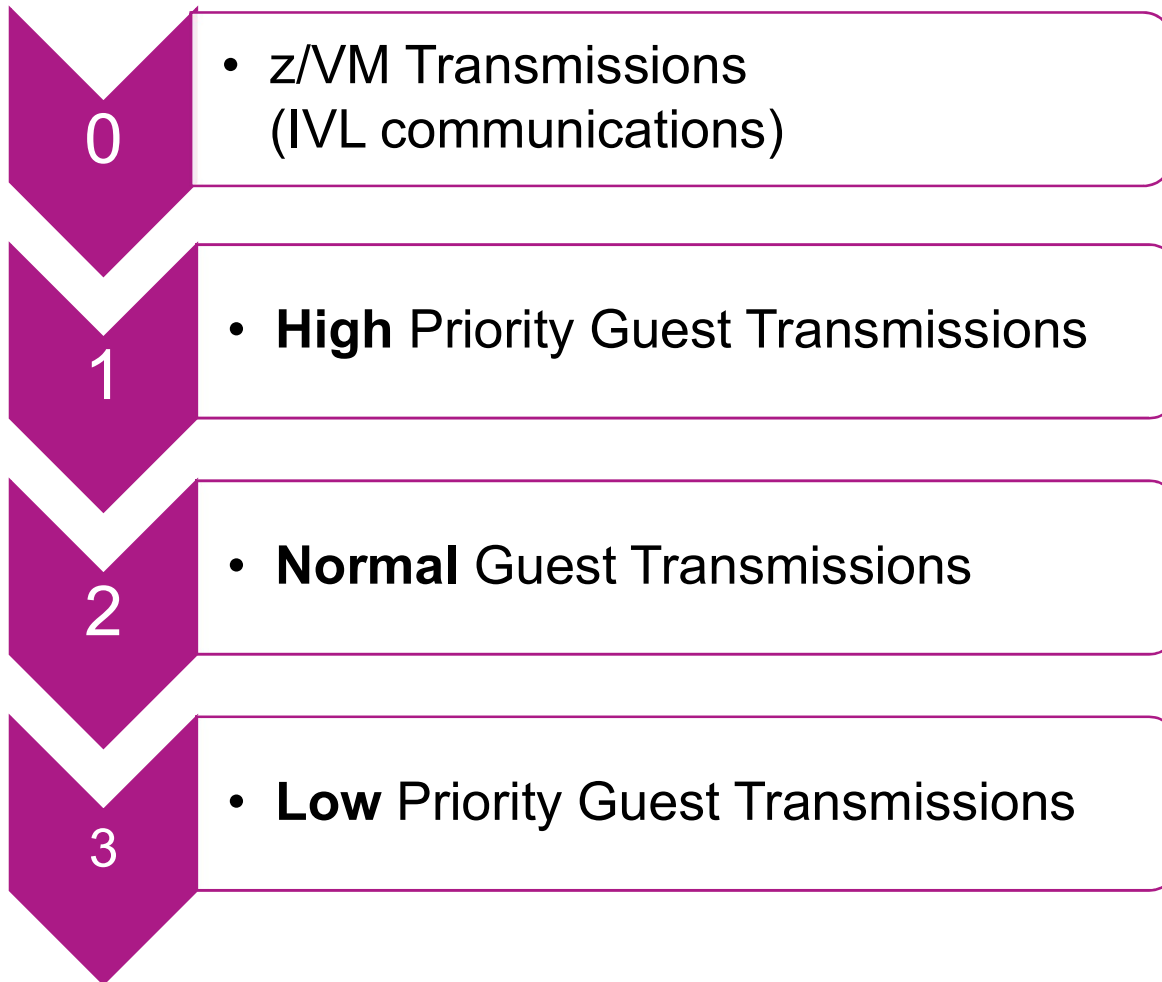 0
• z/VM Transmissions
(IVL communications)
1
• High Priority Guest Transmissions
2
• Normal Guest Transmissions
3
• Low Priority Guest Transmissions